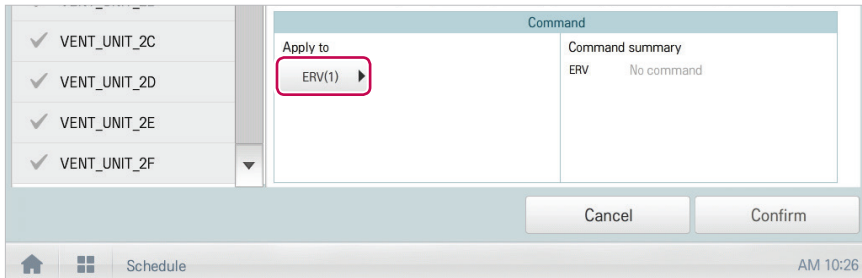 VENT_UNIT_2C
VENT_UNIT_2D
VENT_UNIT_2E
VENT_UNIT_2F
Command
Apply to
ERV(1)
Command summary
ERV No command
Cancel
Confirm
Schedule
AM 10:26